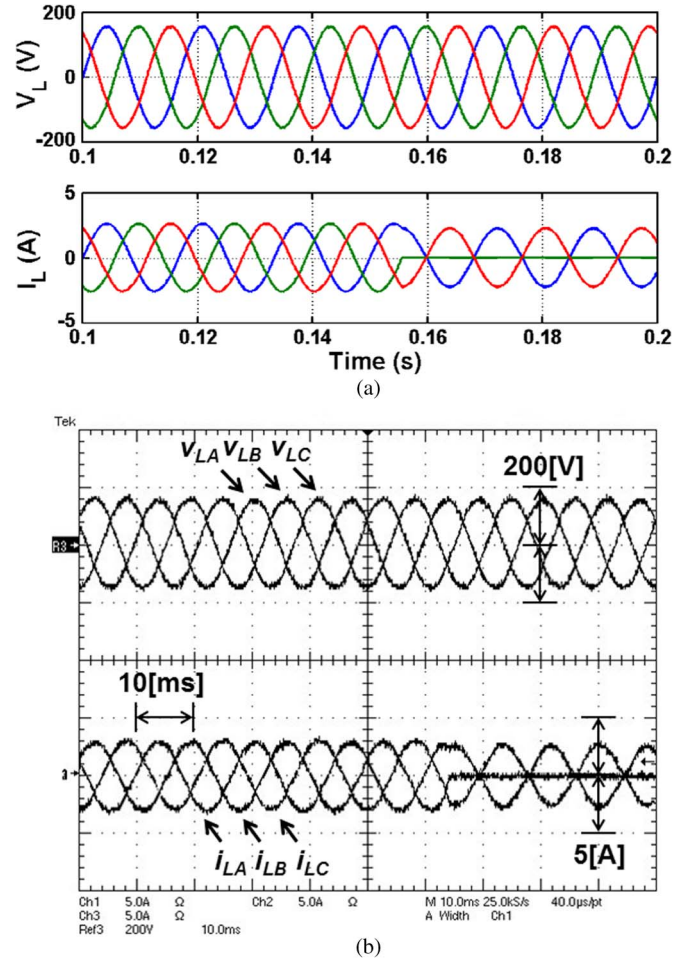 200
0
-200
V_L (V)
0.1 0.12 0.14 0.16 0.18 0.2
5
0
-5
I_L (A)
0.1 0.12 0.14 0.16 0.18 0.2
Time (s)
(a)
Tek
v_LA v_LB v_LC
200[V]
R3
10[ms]
3
i_LA i_LB i_LC
5[A]
Ch1 5.0A Ω Ch2 5.0A Ω M 10.0ms 25.0kS/s 40.0µs/pt
Ch3 5.0A Ω A Width Ch1
Ref3 200V 10.0ms
(b)